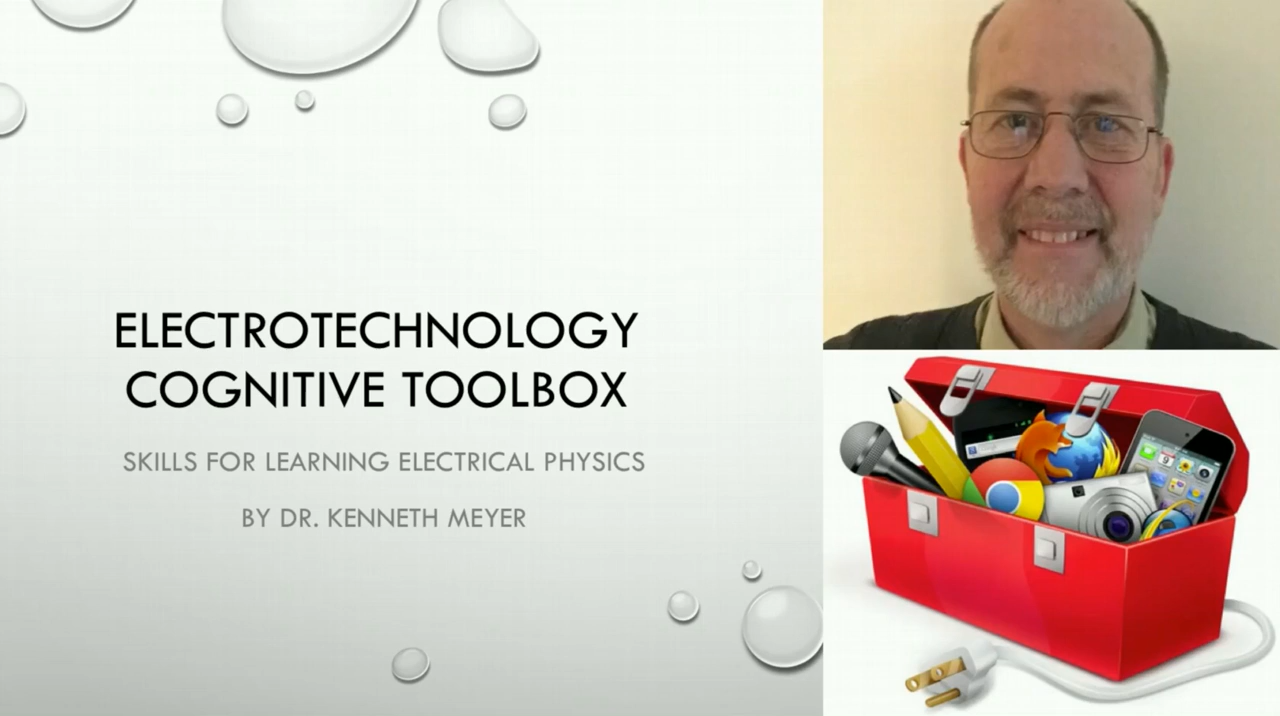 ELECTROTECHNOLOGY
COGNITIVE TOOLBOX
SKILLS FOR LEARNING ELECTRICAL PHYSICS
BY DR. KENNETH MEYER